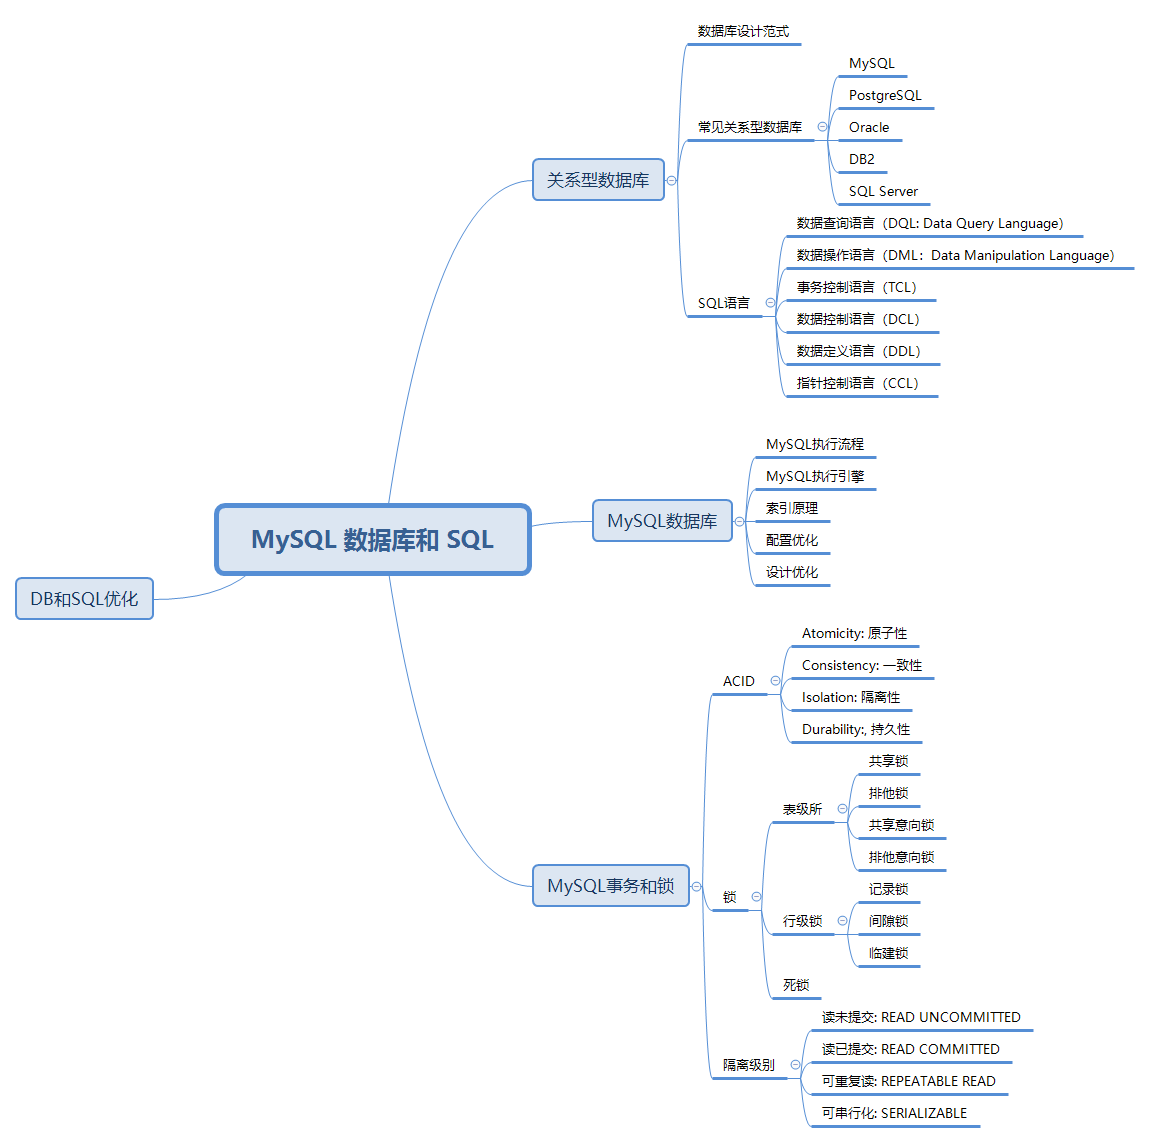 MySQL 数据库和 SQL
关系型数据库
数据库设计范式
常见关系型数据库
MySQL
PostgreSQL
Oracle
DB2
SQL Server
SQL语言
数据查询语言（DQL: Data Query Language）
数据操作语言（DML：Data Manipulation Language）
事务控制语言（TCL）
数据控制语言（DCL）
数据定义语言（DDL）
指针控制语言（CCL）
MySQL数据库
MySQL执行流程
MySQL执行引擎
索引原理
配置优化
设计优化
MySQL事务和锁
ACID
Atomicity: 原子性
Consistency: 一致性
Isolation: 隔离性
Durability:, 持久性
锁
表级所
共享锁
排他锁
共享意向锁
排他意向锁
行级锁
记录锁
间隙锁
临建锁
死锁
隔离级别
读未提交: READ UNCOMMITTED
读已提交: READ COMMITTED
可重复读: REPEATABLE READ
可串行化: SERIALIZABLE
DB和SQL优化